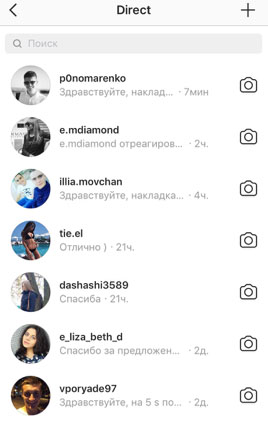 Direct
Поиск
p0nomarenko
Здравствуйте, наклад... · 7мин
e.mdiamond
e.mdiamond отреагиров... · 2ч.
illia.movchan
Здравствуйте, накладка... · 4ч.
tie.el
Отлично ) · 21ч.
dashashi3589
Спасиба · 21ч.
e_liza_beth_d
Спасибо за предложен... · 2д.
vporyade97
Здравствуйте, на 5 s по... · 2д.